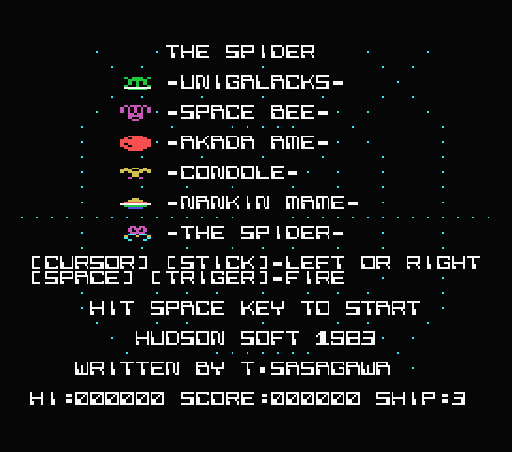 THE SPIDER
-UNIGALACKS-
-SPACE BEE-
-AKADA AME-
-CONDOLE-
-NANKIN MAME-
-THE SPIDER-
[CURSOR] [STICK]-LEFT OR RIGHT
[SPACE] [TRIGER]-FIRE
HIT SPACE KEY TO START
HUDSON SOFT 1983
WRITTEN BY T.SASAGAWA
HI:000000 SCORE:000000 SHIP:3